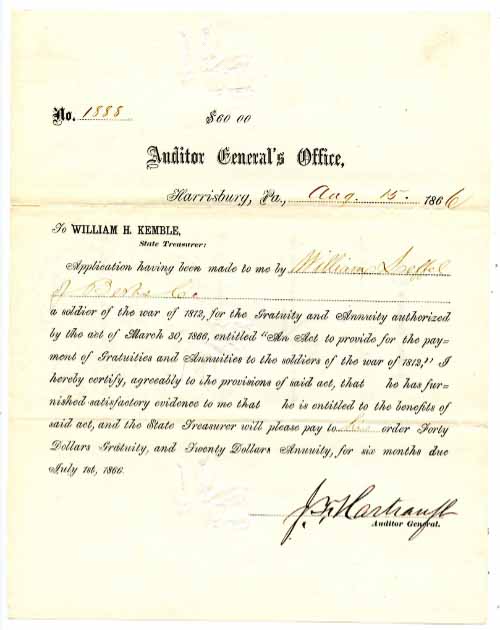 No. 1888
$60 00
Auditor General's Office,
Harrisburg, Pa., Aug. 15. 1866
To WILLIAM H. KEMBLE,
State Treasurer:
Application having been made to me by William
of Berks Co.
a soldier of the war of 1812, for the Gratuity and Annuity authorized
by the act of March 30, 1866, entitled "An Act to provide for the pay=
ment of Gratuities and Annuities to the soldiers of the war of 1812," I
hereby certify, agreeably to the provisions of said act, that he has fur=
nished satisfactory evidence to me that he is entitled to the benefits of
said act, and the State Treasurer will please pay to his order Forty
Dollars Gratuity, and Twenty Dollars Annuity, for six months due
July 1st, 1866.
J. F. Hartranft
Auditor General.